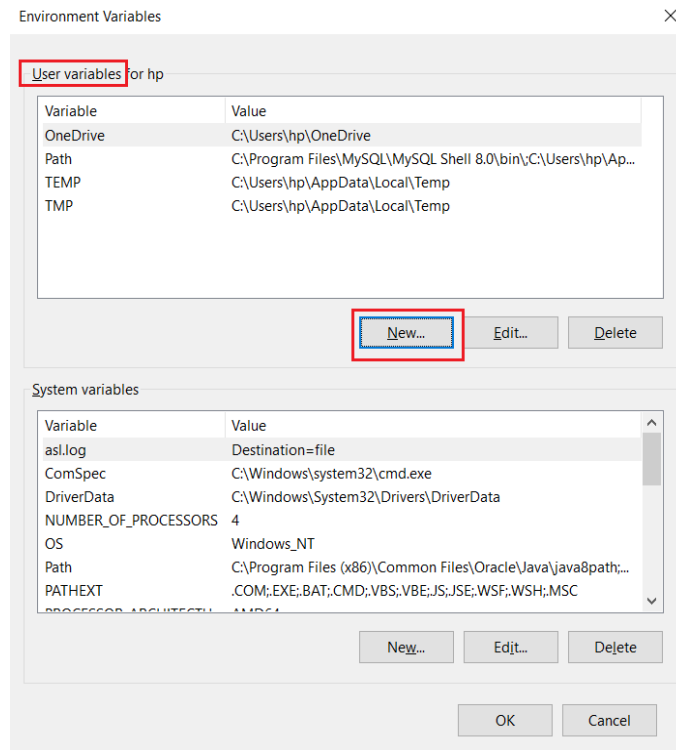 Environment Variables
User variables for hp
Variable Value
OneDrive C:\Users\hp\OneDrive
Path C:\Program Files\MySQL\MySQL Shell 8.0\bin\;C:\Users\hp\Ap...
TEMP C:\Users\hp\AppData\Local\Temp
TMP C:\Users\hp\AppData\Local\Temp
New... Edit... Delete
System variables
Variable Value
asl.log Destination=file
ComSpec C:\Windows\system32\cmd.exe
DriverData C:\Windows\System32\Drivers\DriverData
NUMBER_OF_PROCESSORS 4
OS Windows_NT
Path C:\Program Files (x86)\Common Files\Oracle\Java\java8path;...
PATHEXT .COM;.EXE;.BAT;.CMD;.VBS;.VBE;.JS;.JSE;.WSF;.WSH;.MSC
PROCESSOR_ARCHITECTU... AMD64
New... Edit... Delete
OK Cancel